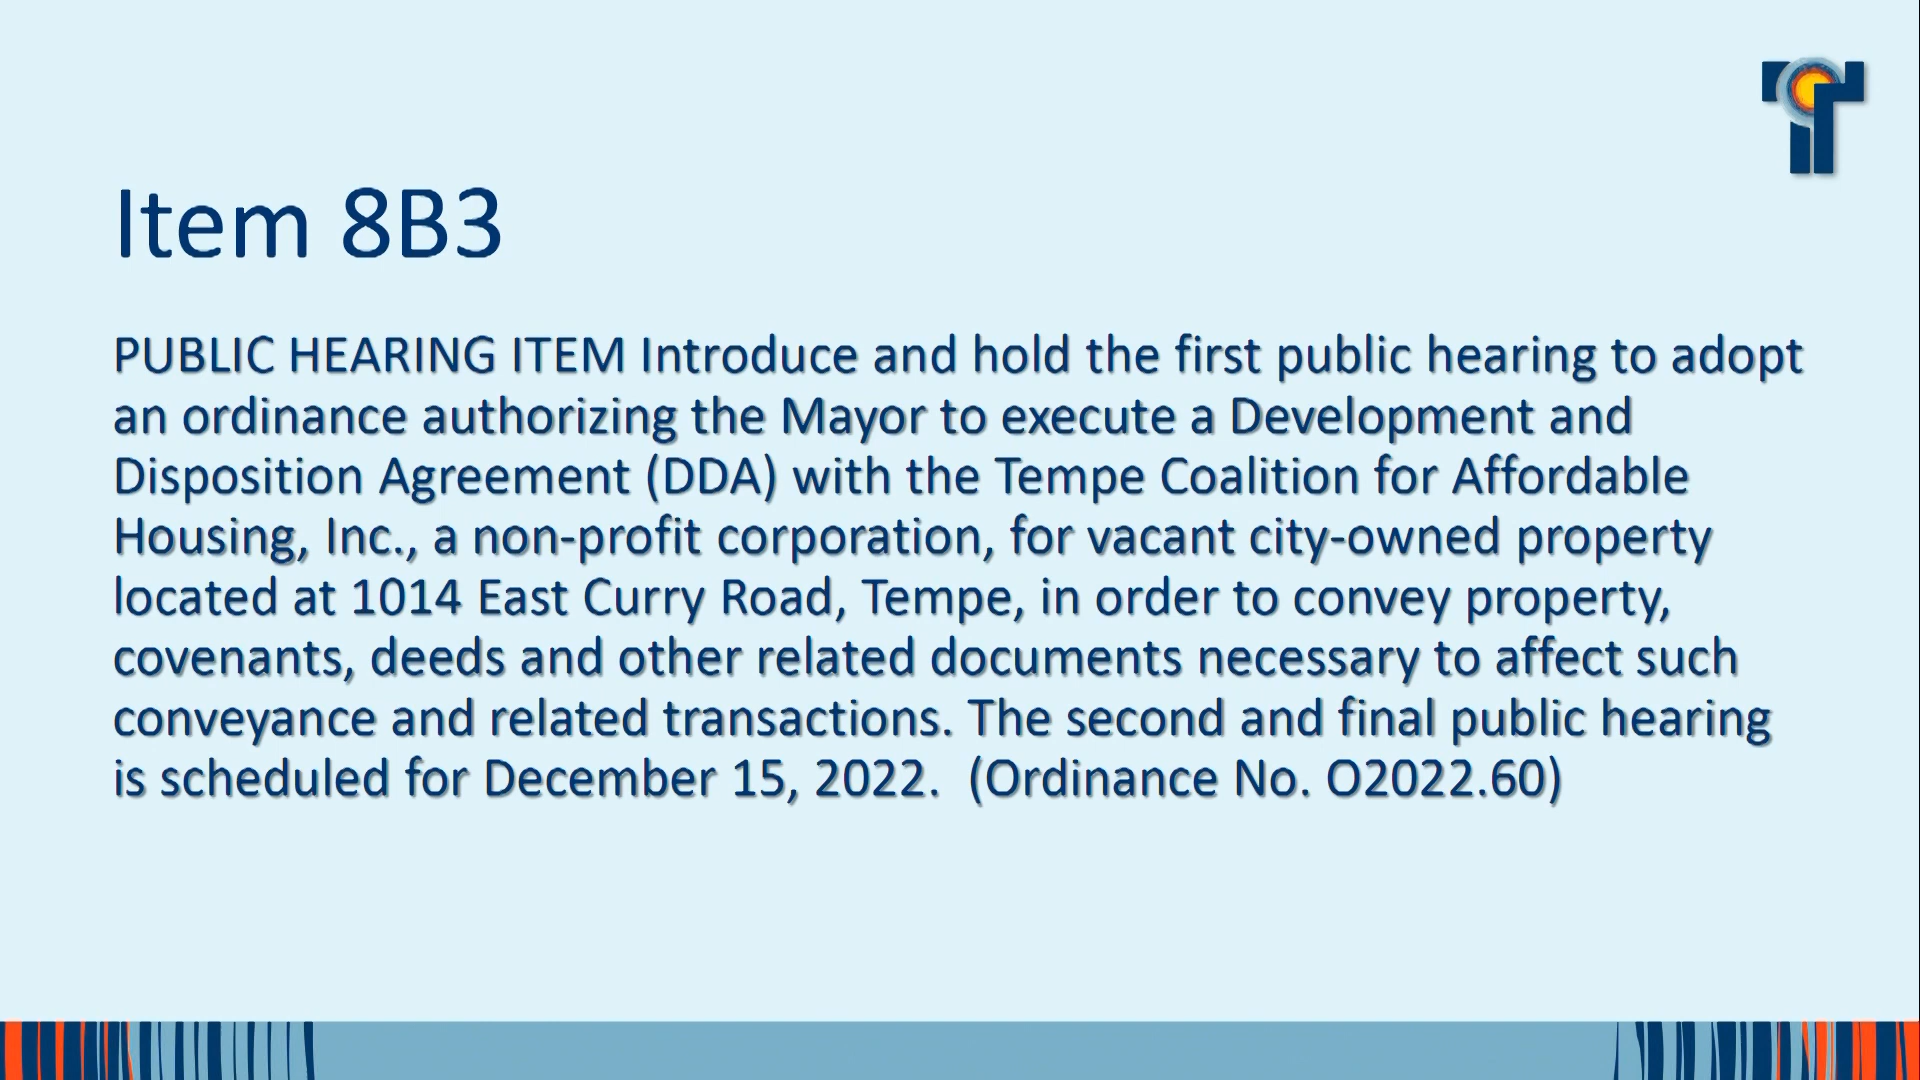 Item 8B3
PUBLIC HEARING ITEM Introduce and hold the first public hearing to adopt
an ordinance authorizing the Mayor to execute a Development and
Disposition Agreement (DDA) with the Tempe Coalition for Affordable
Housing, Inc., a non-profit corporation, for vacant city-owned property
located at 1014 East Curry Road, Tempe, in order to convey property,
covenants, deeds and other related documents necessary to affect such
conveyance and related transactions. The second and final public hearing
is scheduled for December 15, 2022.  (Ordinance No. O2022.60)